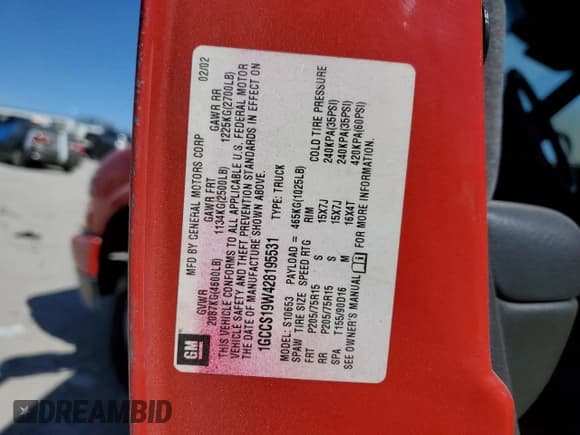 GM
MFD BY GENERAL MOTORS CORP 02/02
GVWR GAWR FRT GAWR RR
2087KG(4600LB) 1134KG(2500LB) 1225KG(2700LB)
THIS VEHICLE CONFORMS TO ALL APPLICABLE U.S. FEDERAL MOTOR
VEHICLE SAFETY AND THEFT PREVENTION STANDARDS IN EFFECT ON
THE DATE OF MANUFACTURE SHOWN ABOVE.
1GCCS19W428195531 TYPE: TRUCK
MODEL: S10653 PAYLOAD = 465KG(1025LB)
SPAW TIRE SIZE SPEED RTG RIM COLD TIRE PRESSURE
FRT P205/75R15 S 15X7J 240KPA(35PSI)
RR P205/75R15 S 15X7J 240KPA(35PSI)
SPA T155/90D16 M 16X4T 420KPA(60PSI)
SEE OWNER'S MANUAL FOR MORE INFORMATION.
DREAMBID